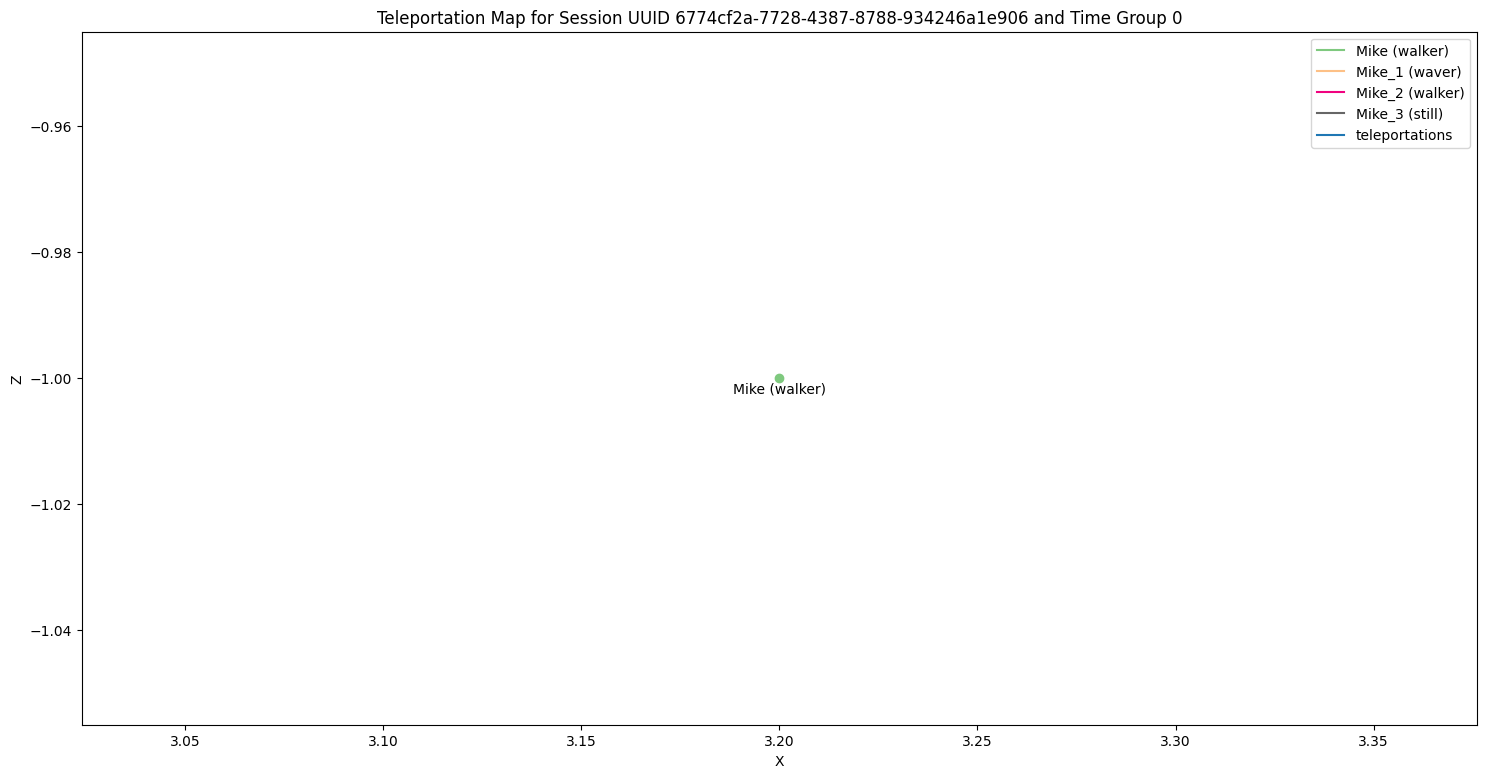 Teleportation Map for Session UUID 6774cf2a-7728-4387-8788-934246a1e906 and Time Group 0
Mike (walker)
Mike_1 (waver)
Mike_2 (walker)
Mike_3 (still)
teleportations
−0.96
−0.98
−1.00
−1.02
−1.04
Z
Mike (walker)
3.05 3.10 3.15 3.20 3.25 3.30 3.35
X